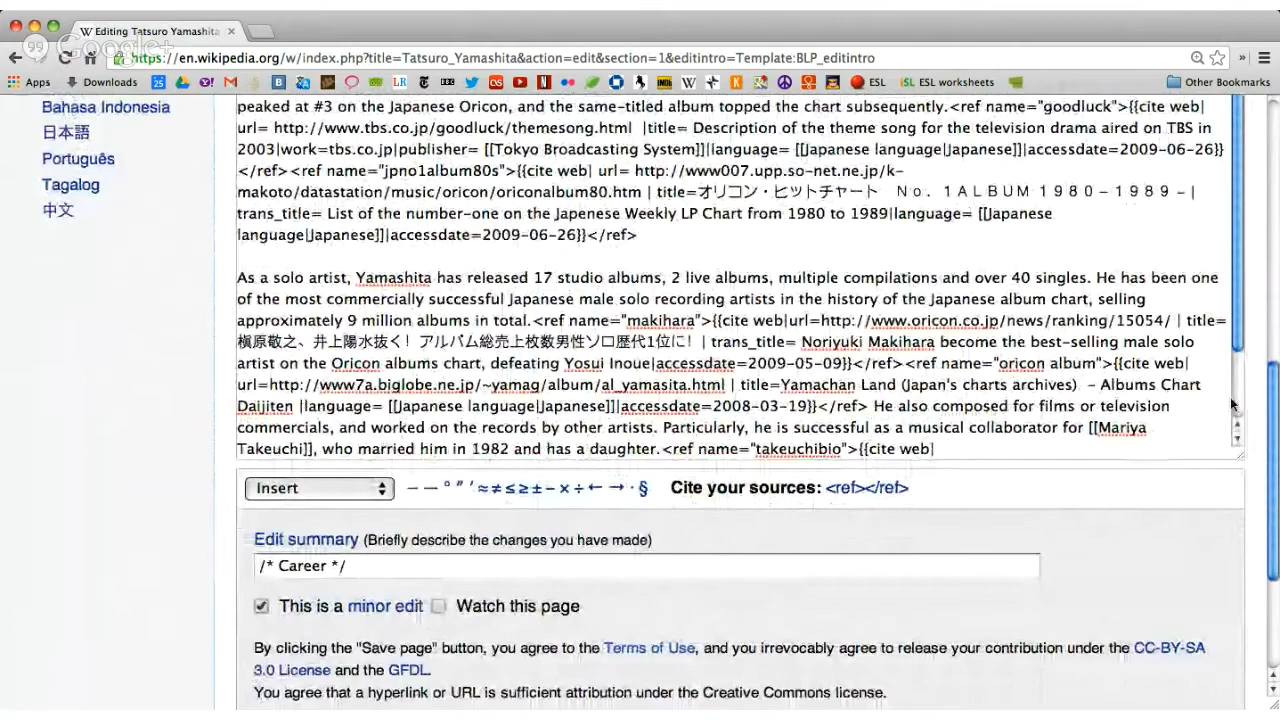 Editing Tatsuro Yamashita
Google+
https://en.wikipedia.org/w/index.php?title=Tatsuro_Yamashita&action=edit&section=1&editintro=Template:BLP_editintro
Apps Downloads 25 Y! B LR IMDb W K ESL iSL ESL worksheets Other Bookmarks
Bahasa Indonesia
日本語
Português
Tagalog
中文
peaked at #3 on the Japanese Oricon, and the same-titled album topped the chart subsequently.<ref name="goodluck">{{cite web|
url= http://www.tbs.co.jp/goodluck/themesong.html |title= Description of the theme song for the television drama aired on TBS in
2003|work=tbs.co.jp|publisher= [[Tokyo Broadcasting System]]|language= [[Japanese language|Japanese]]|accessdate=2009-06-26}}
</ref><ref name="jpno1album80s">{{cite web| url= http://www007.upp.so-net.ne.jp/k-
makoto/datastation/music/oricon/oriconalbum80.htm | title=オリコン・ヒットチャート　Ｎｏ．１ＡＬＢＵＭ １９８０－１９８９－|
trans_title= List of the number-one on the Japenese Weekly LP Chart from 1980 to 1989|language= [[Japanese
language|Japanese]]|accessdate=2009-06-26}}</ref>
As a solo artist, Yamashita has released 17 studio albums, 2 live albums, multiple compilations and over 40 singles. He has been one
of the most commercially successful Japanese male solo recording artists in the history of the Japanese album chart, selling
approximately 9 million albums in total.<ref name="makihara">{{cite web|url=http://www.oricon.co.jp/news/ranking/15054/ | title=
槇原敬之、井上陽水抜く！アルバム総売上枚数男性ソロ歴代1位に！| trans_title= Noriyuki Makihara become the best-selling male solo
artist on the Oricon albums chart, defeating Yosui Inoue|accessdate=2009-05-09}}</ref><ref name="oricon album">{{cite web|
url=http://www7a.biglobe.ne.jp/~yamag/album/al_yamasita.html | title=Yamachan Land (Japan's charts archives) - Albums Chart
Daijiten |language= [[Japanese language|Japanese]]|accessdate=2008-03-19}}</ref> He also composed for films or television
commercials, and worked on the records by other artists. Particularly, he is successful as a musical collaborator for [[Mariya
Takeuchi]], who married him in 1982 and has a daughter.<ref name="takeuchibio">{{cite web|
Insert – — ° ″ ′ ≈ ≠ ≤ ≥ ± − × ÷ ← → · § Cite your sources: <ref></ref>
Edit summary (Briefly describe the changes you have made)
/* Career */
This is a minor edit Watch this page
By clicking the "Save page" button, you agree to the Terms of Use, and you irrevocably agree to release your contribution under the CC-BY-SA
3.0 License and the GFDL.
You agree that a hyperlink or URL is sufficient attribution under the Creative Commons license.